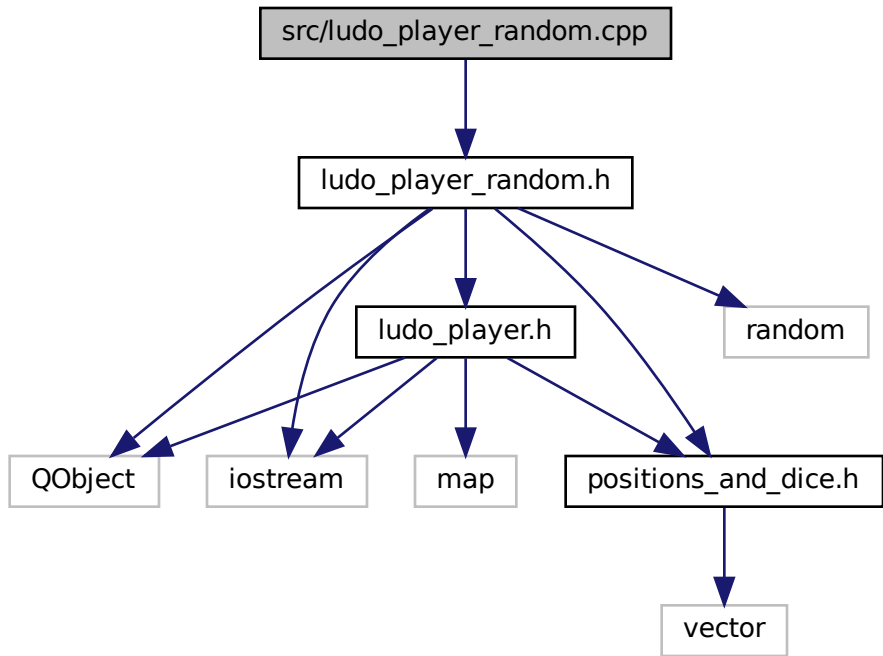 src/ludo_player_random.cpp
ludo_player_random.h
ludo_player.h
random
QObject
iostream
map
positions_and_dice.h
vector